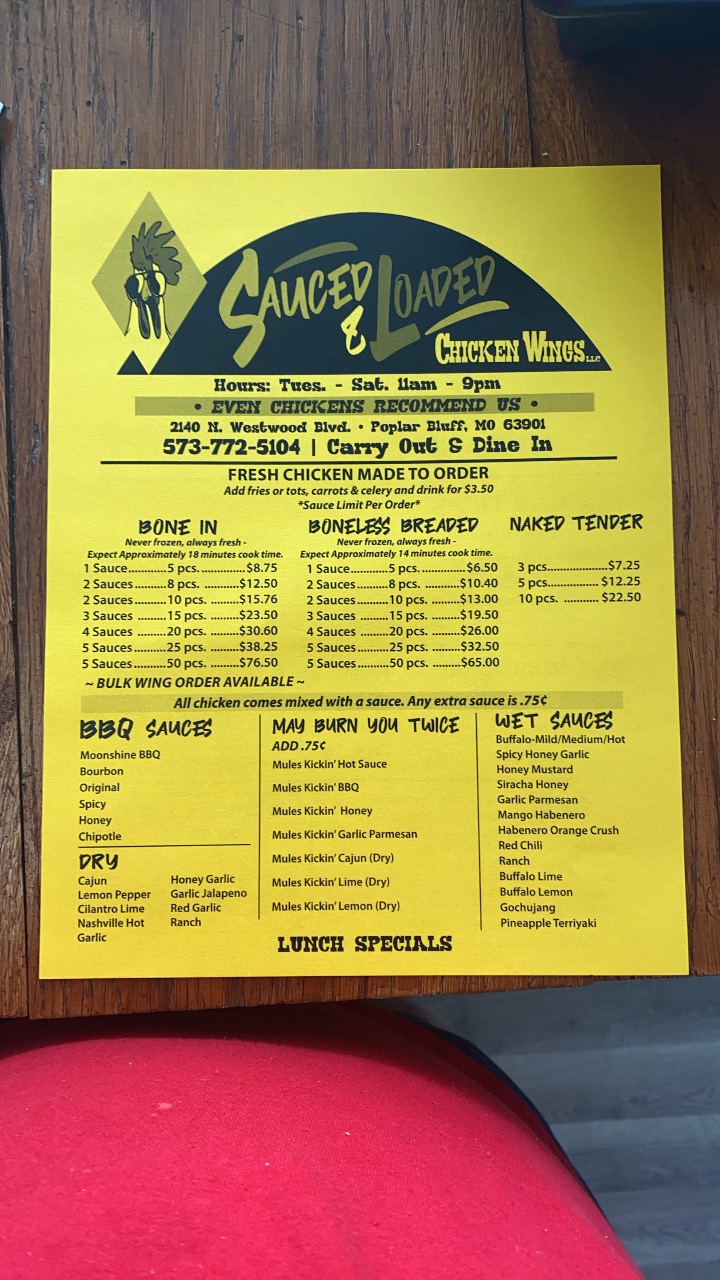 SAUCED & LOADED
CHICKEN WINGS LLC
Hours: Tues. - Sat. 11am - 9pm
• EVEN CHICKENS RECOMMEND US •
2140 N. Westwood Blvd. • Poplar Bluff, MO 63901
573-772-5104 | Carry Out & Dine In
FRESH CHICKEN MADE TO ORDER
Add fries or tots, carrots & celery and drink for $3.50
*Sauce Limit Per Order*
BONE IN
Never frozen, always fresh -
Expect Approximately 18 minutes cook time.
1 Sauce............5 pcs. ............$8.75
2 Sauces..........8 pcs. ...........$12.50
2 Sauces..........10 pcs. ..........$15.76
3 Sauces ..........15 pcs. ..........$23.50
4 Sauces ..........20 pcs. ..........$30.60
5 Sauces ..........25 pcs. ..........$38.25
5 Sauces ..........50 pcs. ..........$76.50
~ BULK WING ORDER AVAILABLE ~
BONELESS BREADED
Never frozen, always fresh -
Expect Approximately 14 minutes cook time.
1 Sauce............5 pcs. ............$6.50
2 Sauces..........8 pcs. ...........$10.40
2 Sauces..........10 pcs. ..........$13.00
3 Sauces ..........15 pcs. ..........$19.50
4 Sauces ..........20 pcs. ..........$26.00
5 Sauces ..........25 pcs. ..........$32.50
5 Sauces ..........50 pcs. ..........$65.00
NAKED TENDER
3 pcs....................$7.25
5 pcs................. $12.25
10 pcs. ........... $22.50
All chicken comes mixed with a sauce. Any extra sauce is .75¢
BBQ SAUCES
Moonshine BBQ
Bourbon
Original
Spicy
Honey
Chipotle
DRY
Cajun
Lemon Pepper
Cilantro Lime
Nashville Hot
Garlic
Honey Garlic
Garlic Jalapeno
Red Garlic
Ranch
MAY BURN YOU TWICE
ADD .75¢
Mules Kickin' Hot Sauce
Mules Kickin' BBQ
Mules Kickin' Honey
Mules Kickin' Garlic Parmesan
Mules Kickin' Cajun (Dry)
Mules Kickin' Lime (Dry)
Mules Kickin' Lemon (Dry)
WET SAUCES
Buffalo-Mild/Medium/Hot
Spicy Honey Garlic
Honey Mustard
Siracha Honey
Garlic Parmesan
Mango Habenero
Habenero Orange Crush
Red Chili
Ranch
Buffalo Lime
Buffalo Lemon
Gochujang
Pineapple Terriyaki
LUNCH SPECIALS